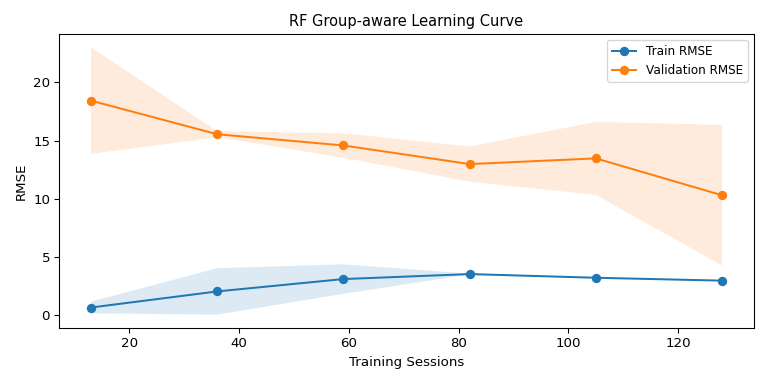 RF Group-aware Learning Curve
Train RMSE
Validation RMSE
RMSE
20
15
10
5
0
20
40
60
80
100
120
Training Sessions